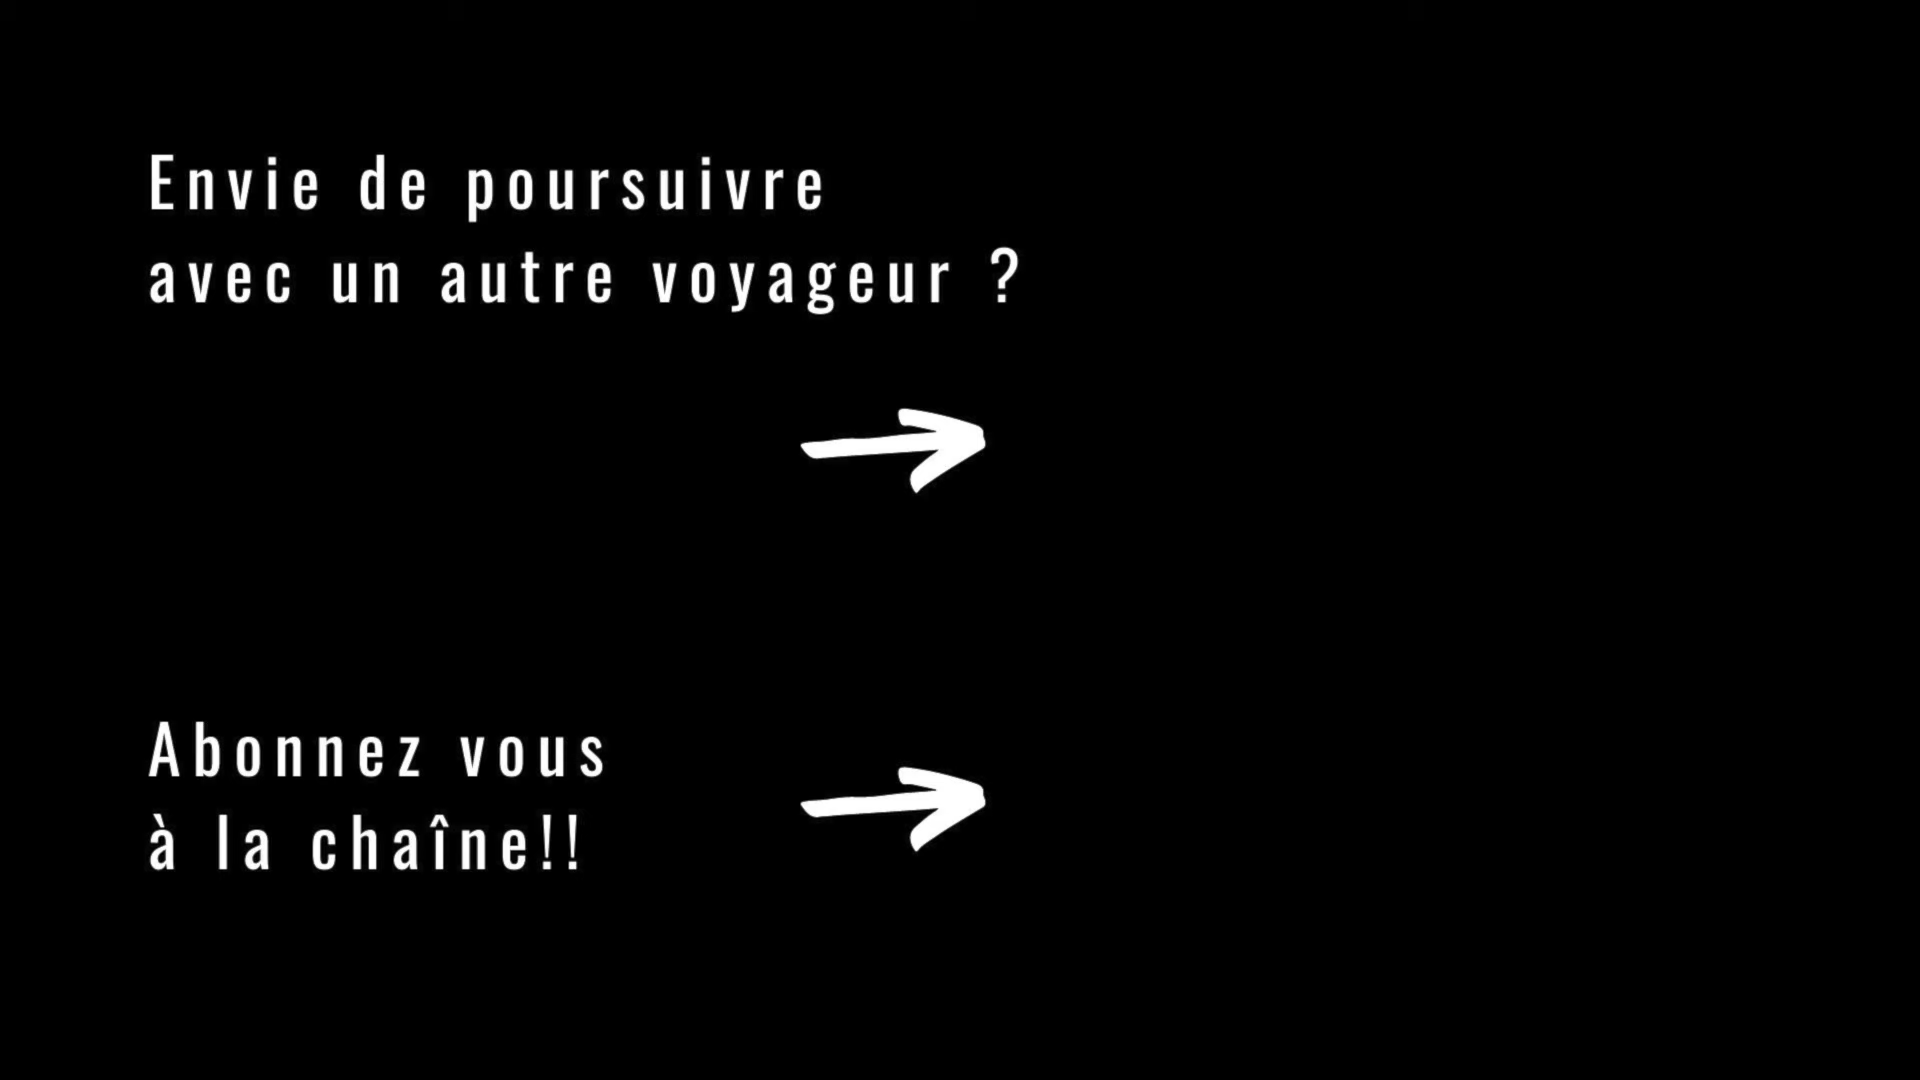 Envie de poursuivre
avec un autre voyageur ?
Abonnez vous
à la chaîne!!